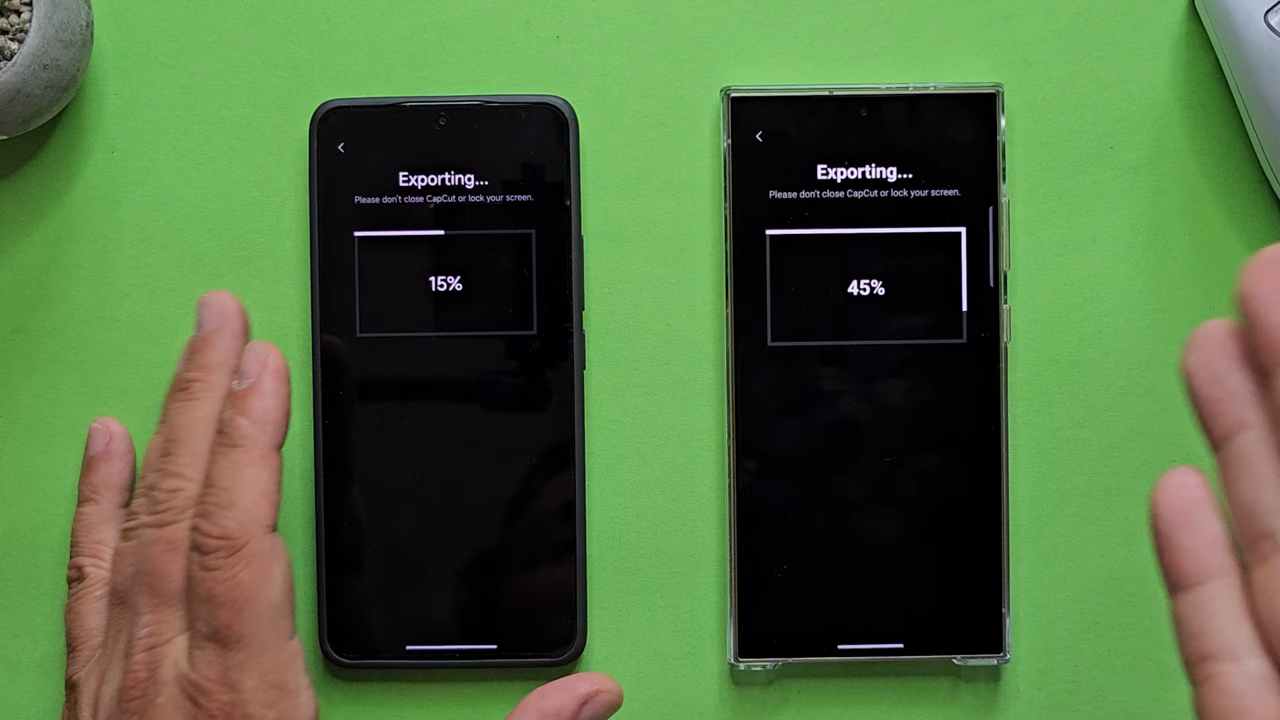 Exporting...
Please don't close CapCut or lock your screen.
15%
Exporting...
Please don't close CapCut or lock your screen.
45%